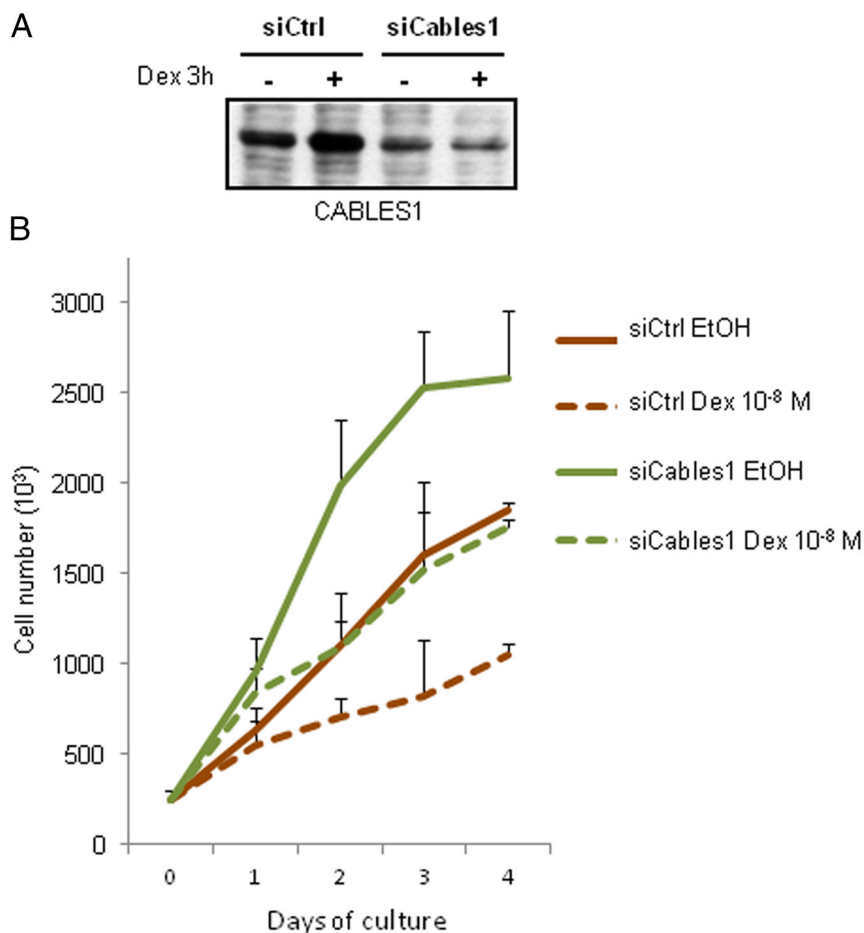 A
siCtrl siCables1
Dex 3h - + - +
CABLES1
B
3000
2500
2000
1500
1000
500
0
Cell number (10³)
0 1 2 3 4
Days of culture
siCtrl EtOH
siCtrl Dex 10⁻⁸ M
siCables1 EtOH
siCables1 Dex 10⁻⁸ M